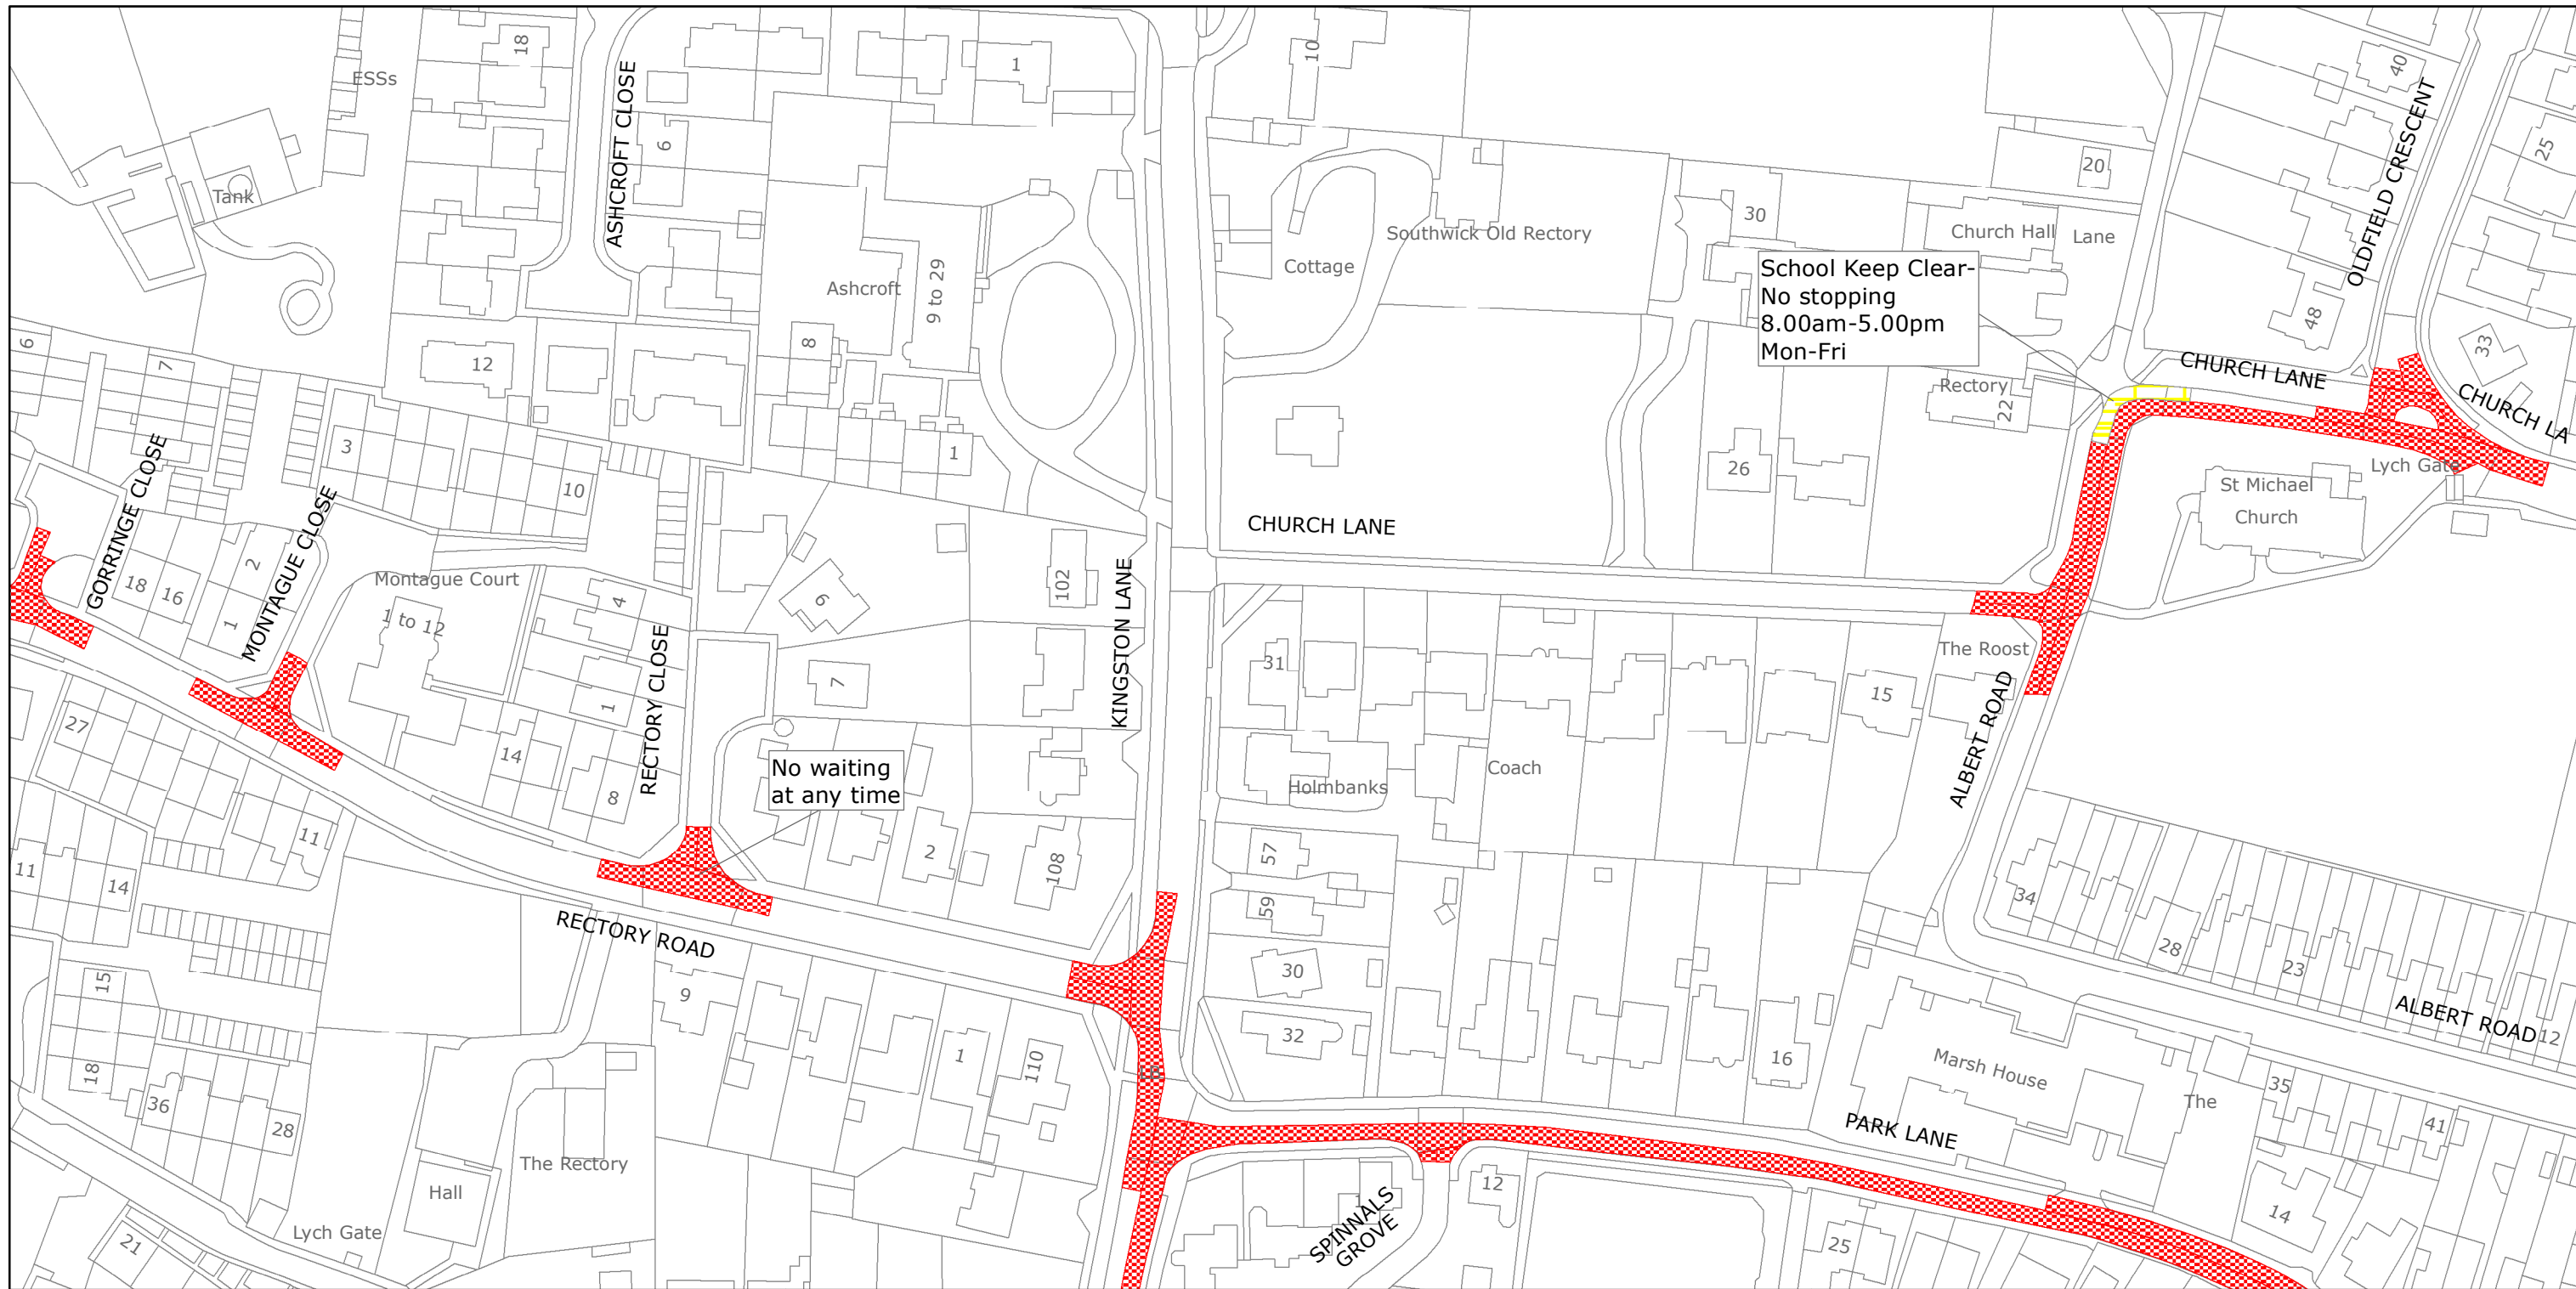 ESSs
18
ASHCROFT CLOSE
6
1
10
Tank
Ashcroft
9 to 29
8
12
Cottage
Southwick Old Rectory
30
Church Hall
Lane
20
40
OLDFIELD CRESCENT
25
48
33
School Keep Clear-
No stopping
8.00am-5.00pm
Mon-Fri
CHURCH LANE
CHURCH LA
Rectory
22
26
Lych Gate
St Michael
Church
6
7
3
10
1
GORRINGE CLOSE
MONTAGUE CLOSE
18
16
2
1
Montague Court
1 to 12
4
1
RECTORY CLOSE
6
7
102
KINGSTON LANE
CHURCH LANE
31
The Roost
15
ALBERT ROAD
Holmbanks
Coach
27
14
8
No waiting
at any time
2
108
57
59
11
11
14
RECTORY ROAD
9
1
110
30
32
16
34
28
23
ALBERT ROAD
12
Marsh House
The
35
41
PARK LANE
15
18
36
28
The Rectory
Hall
Lych Gate
21
SPINNALS
GROVE
12
25
14